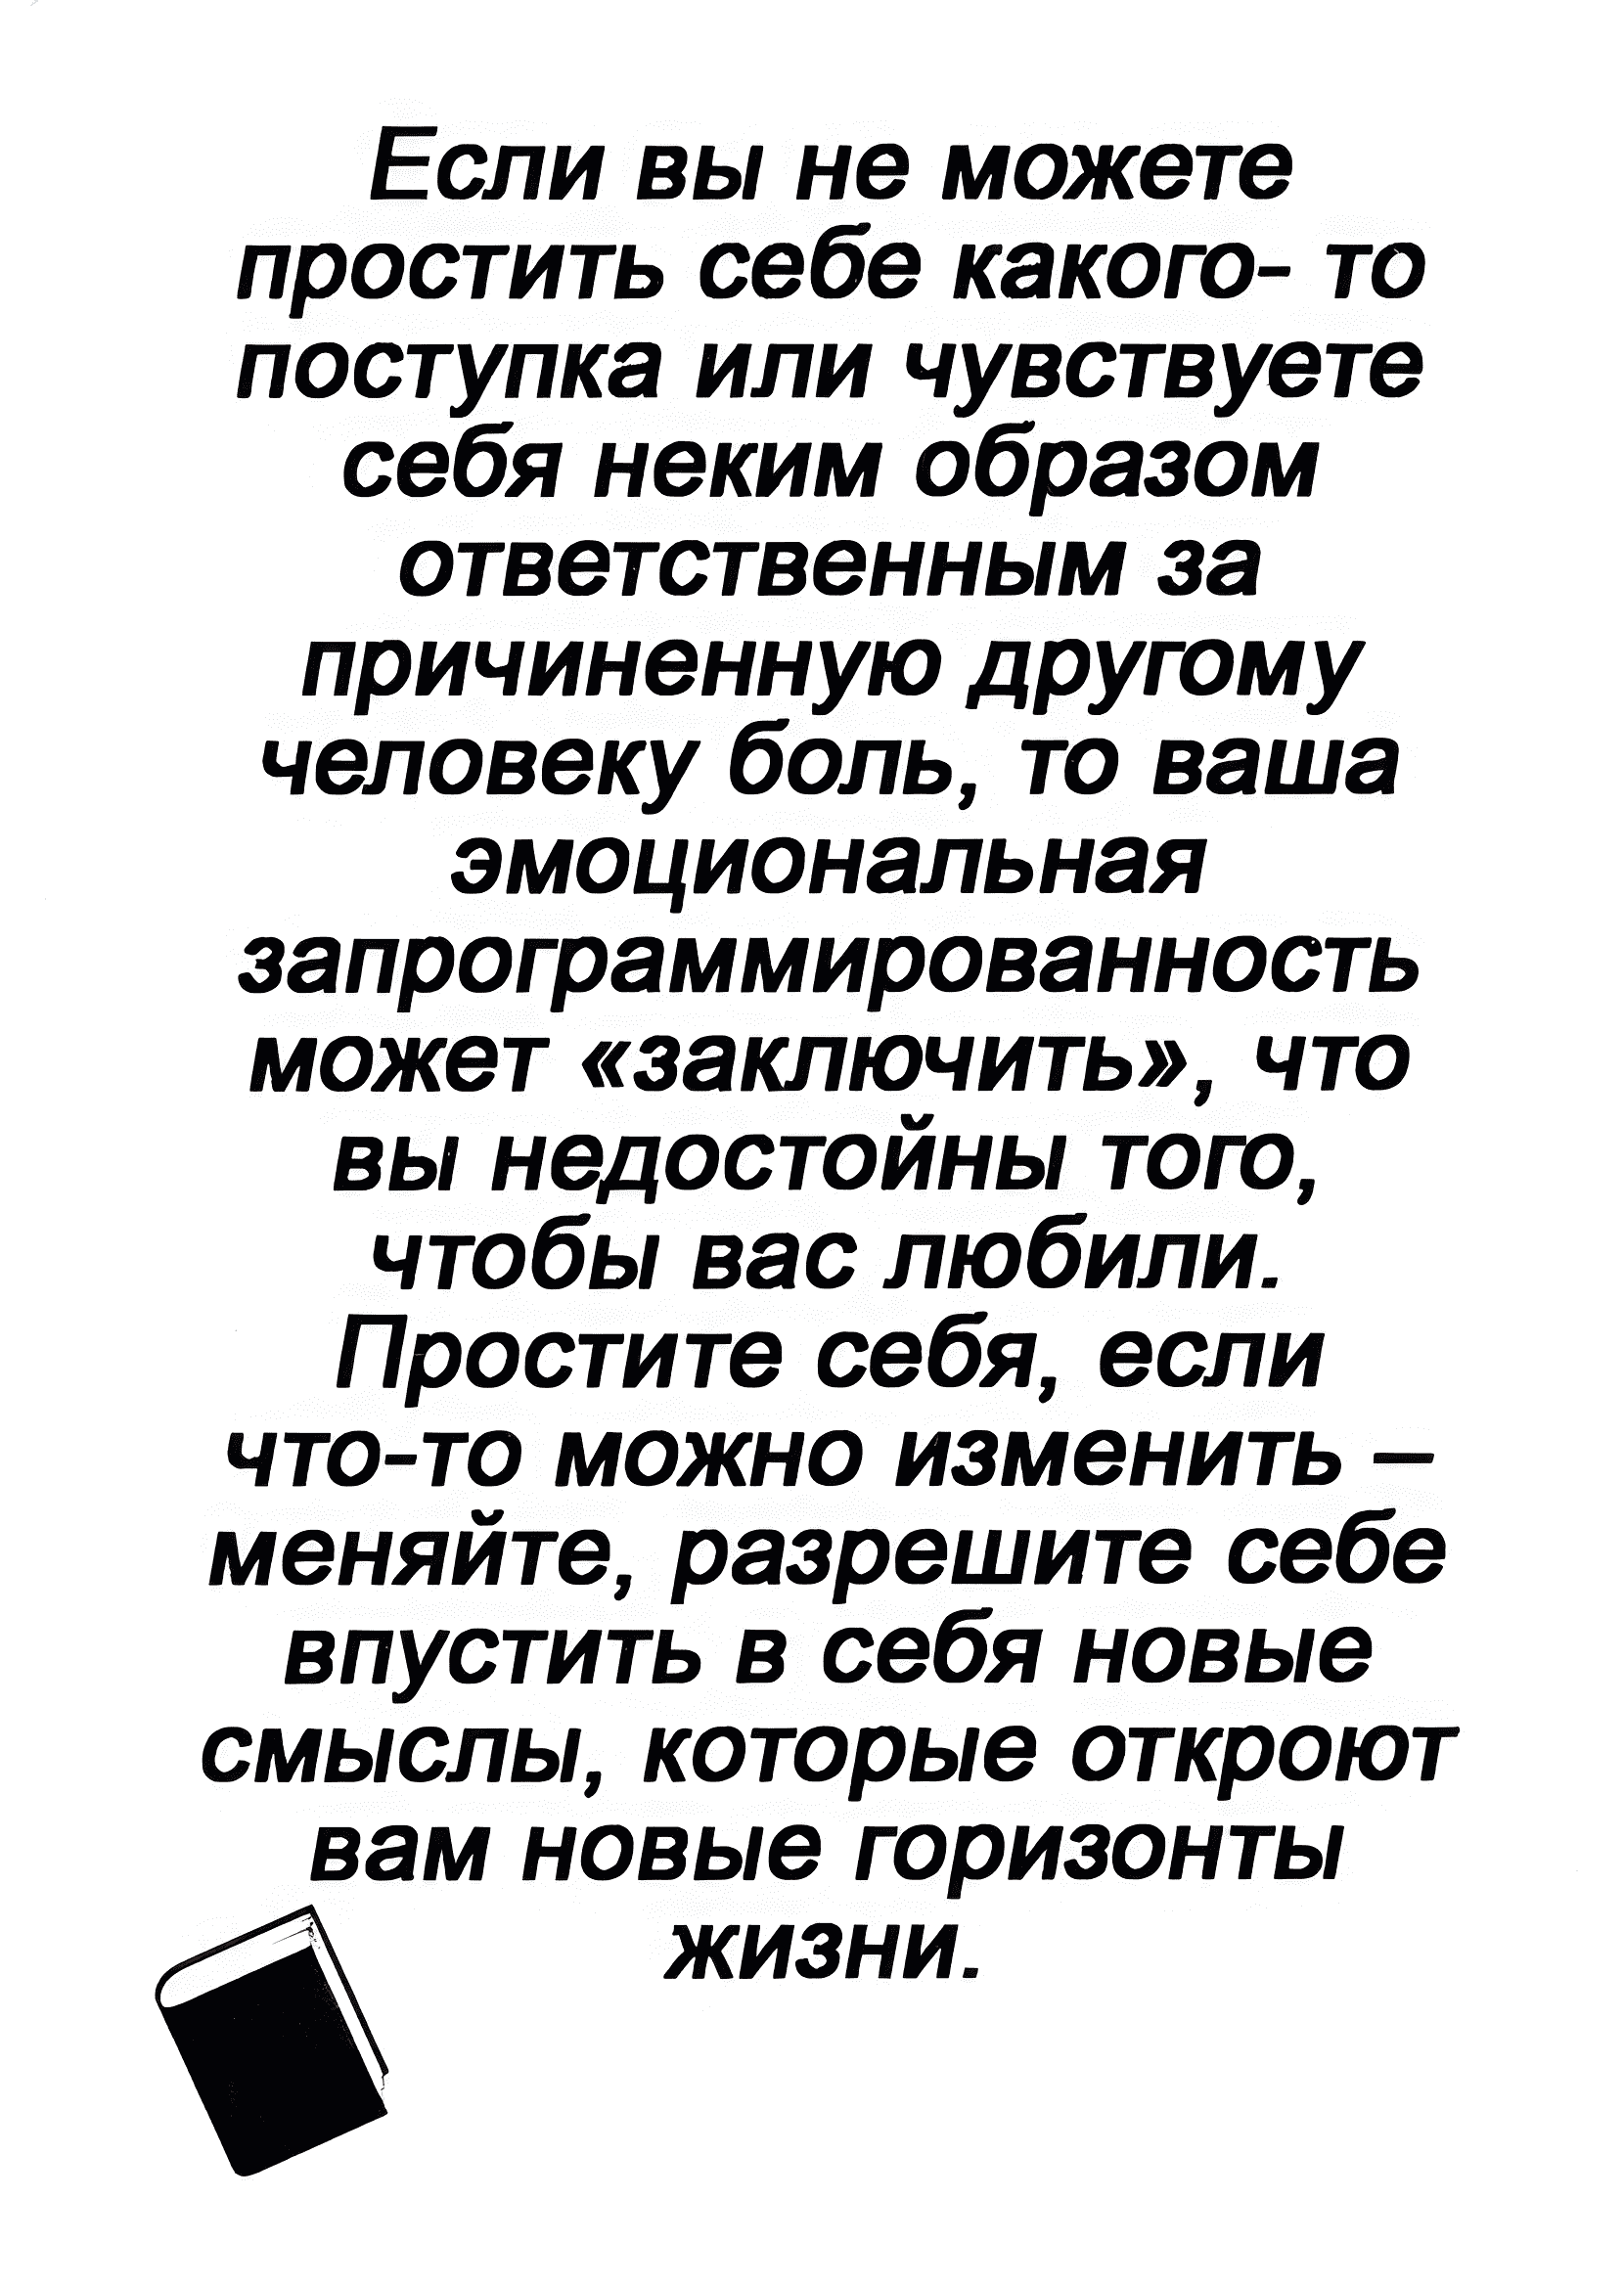 Если вы не можете
простить себе какого- то
поступка или чувствуете
себя неким образом
ответственным за
причиненную другому
человеку боль, то ваша
эмоциональная
запрограммированность
может «заключить», что
вы недостойны того,
чтобы вас любили.
Простите себя, если
что-то можно изменить –
меняйте, разрешите себе
впустить в себя новые
смыслы, которые откроют
вам новые горизонты
жизни.